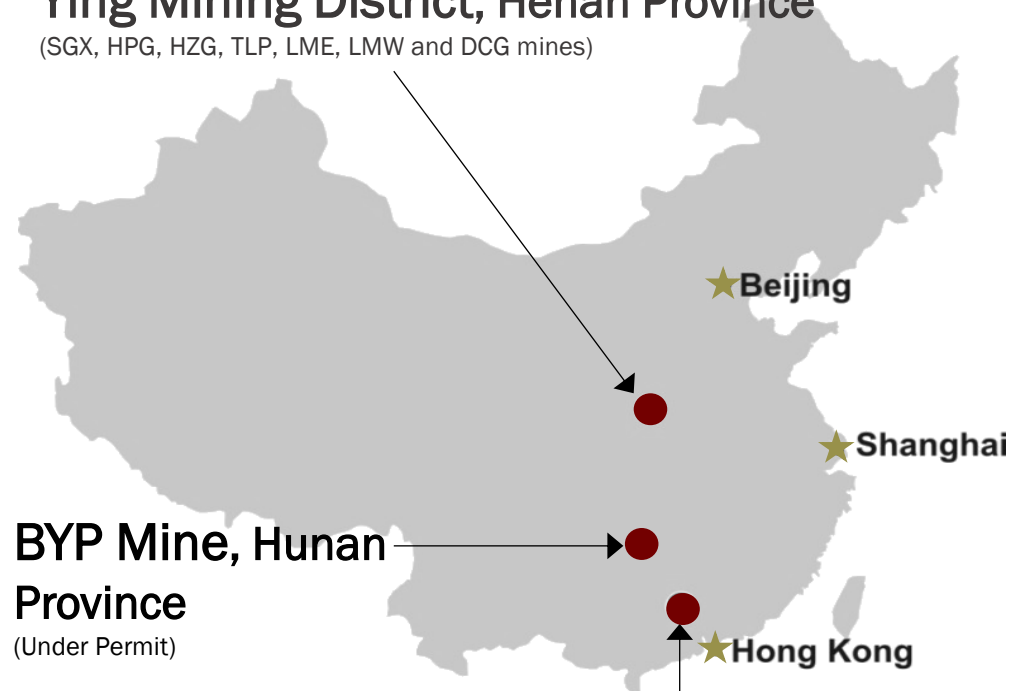 Ying Mining District, Henan Province
(SGX, HPG, HZG, TLP, LME, LMW and DCG mines)
Beijing
Shanghai
BYP Mine, Hunan
Province
(Under Permit)
Hong Kong